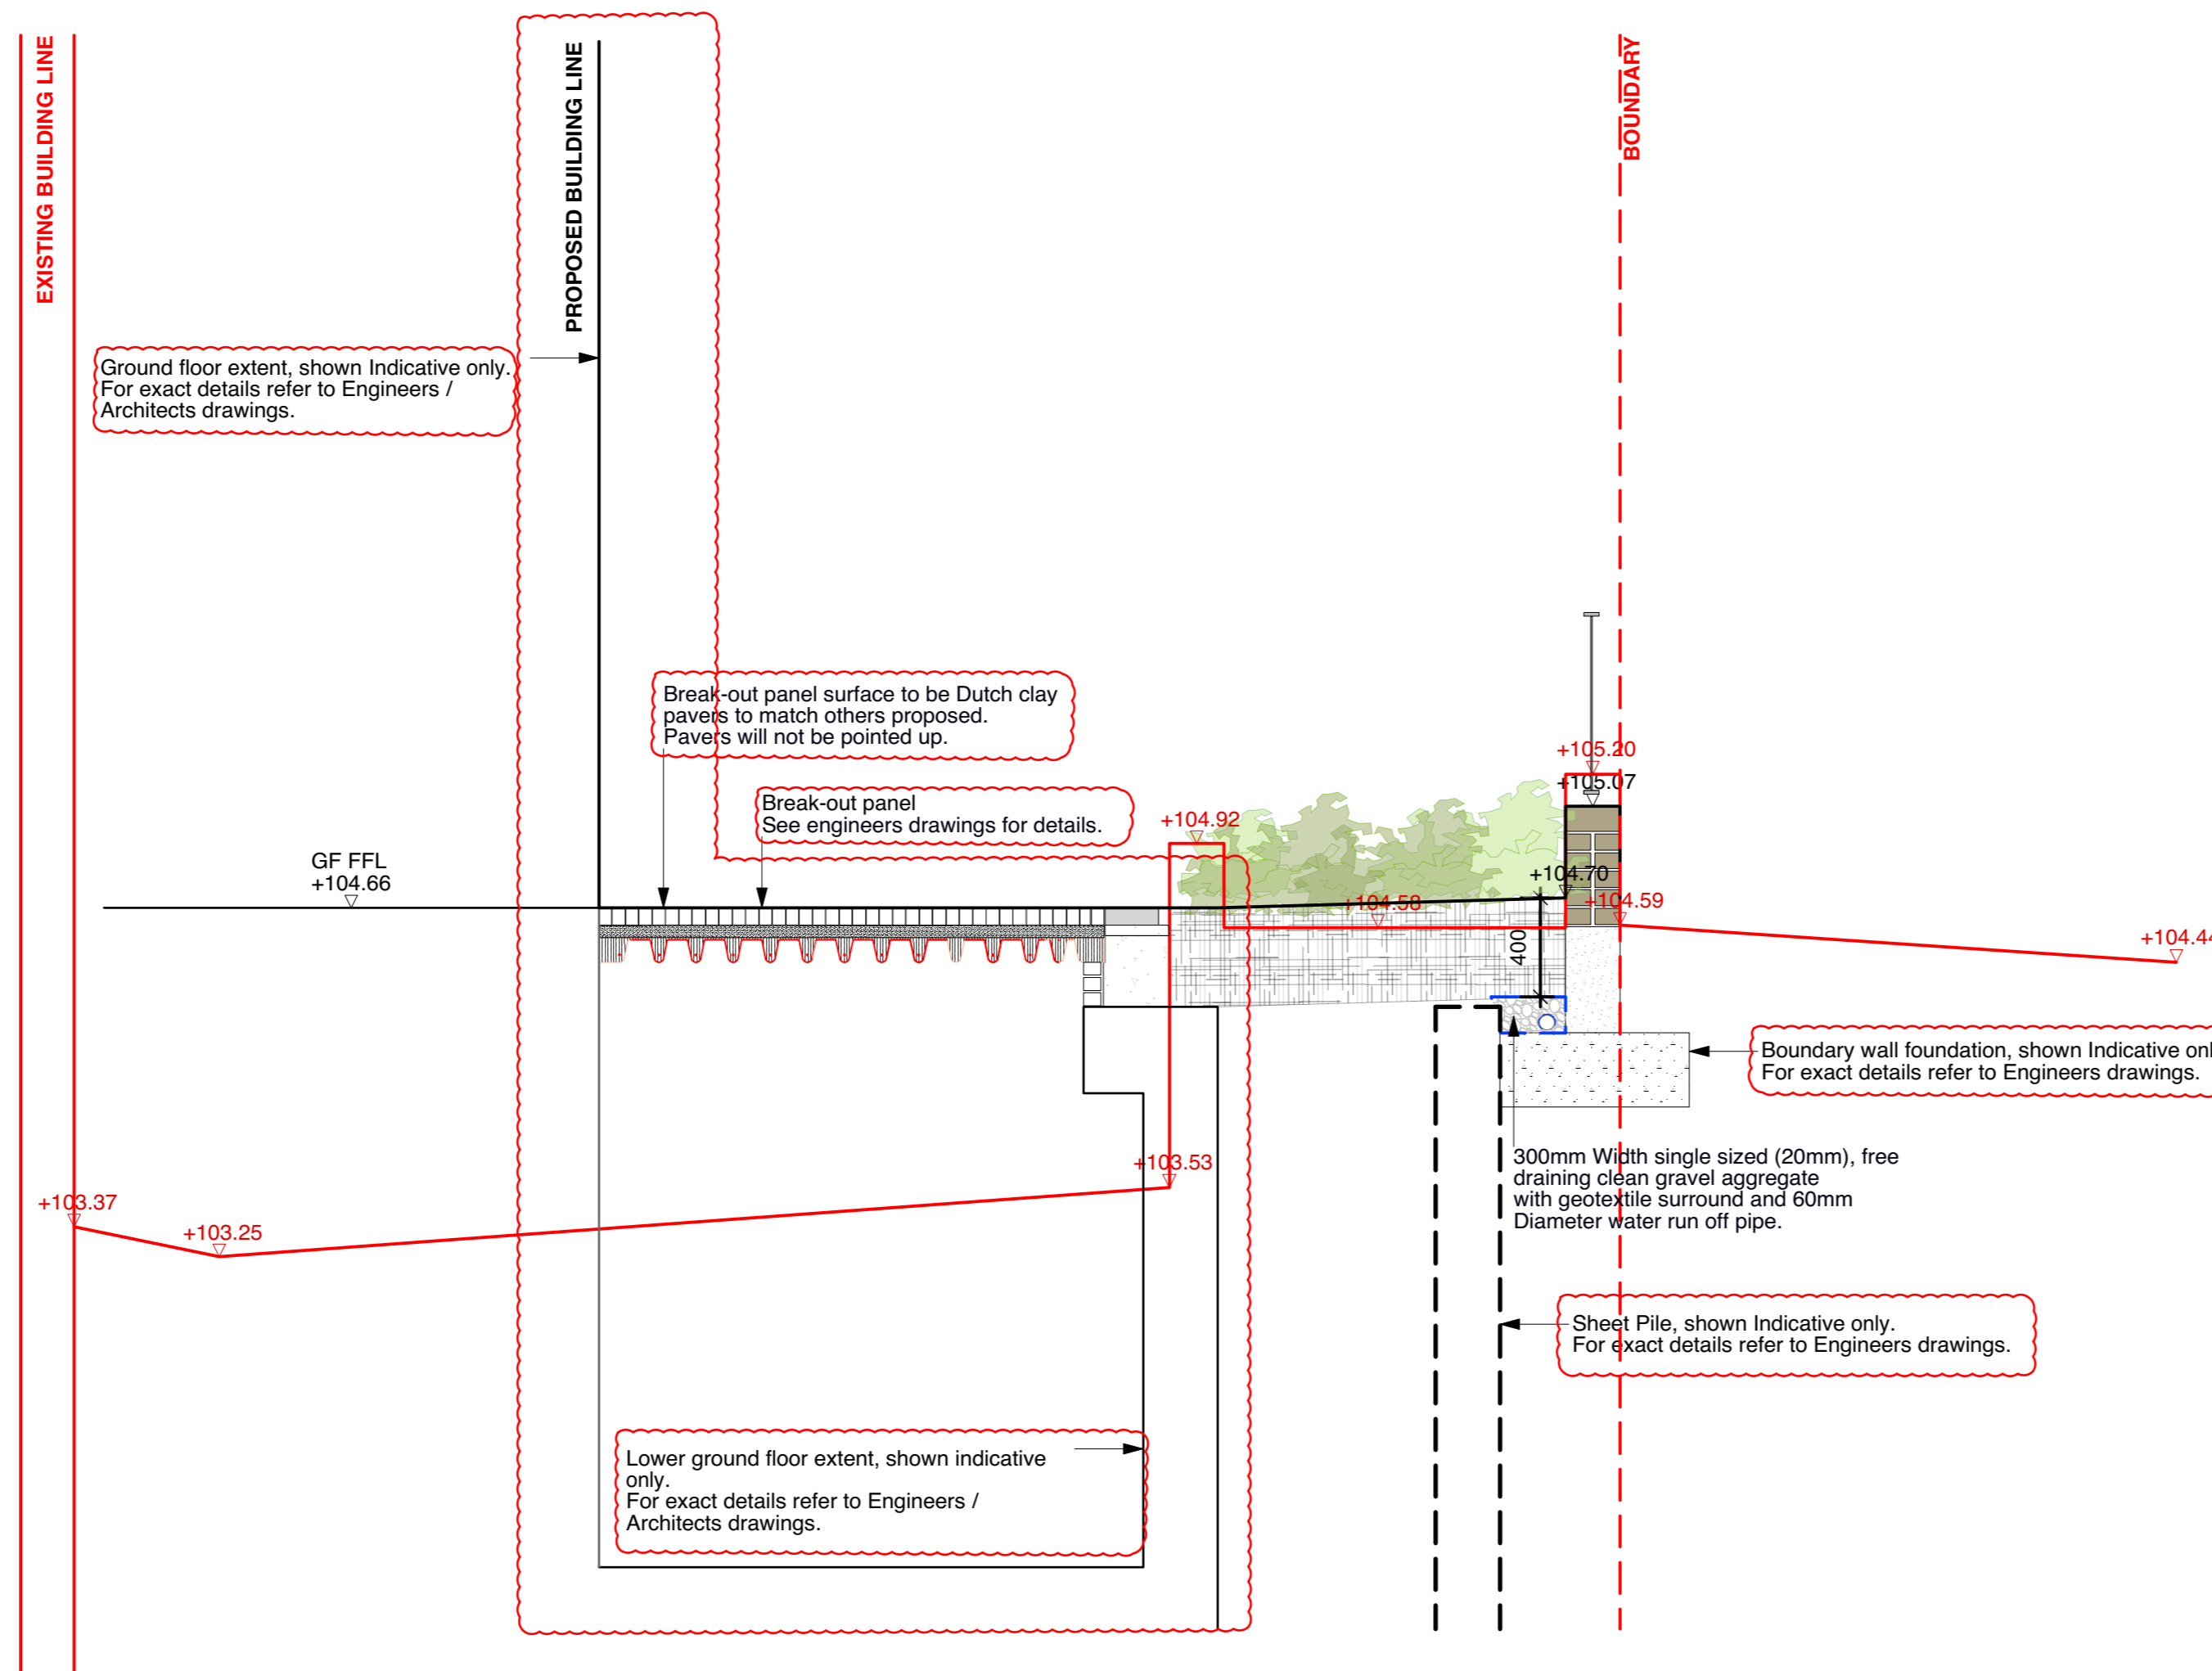 EXISTING BUILDING LINE
PROPOSED BUILDING LINE
BOUNDARY
Ground floor extent, shown Indicative only.
For exact details refer to Engineers /
Architects drawings.
Break-out panel surface to be Dutch clay
pavers to match others proposed.
Pavers will not be pointed up.
Break-out panel
See engineers drawings for details.
+105.20
+105.07
+104.92
GF FFL
+104.66
+104.70
+104.58
+104.59
400
+104.44
Boundary wall foundation, shown Indicative onl
For exact details refer to Engineers drawings.
+103.53
300mm Width single sized (20mm), free
draining clean gravel aggregate
with geotextile surround and 60mm
Diameter water run off pipe.
+103.37
+103.25
Sheet Pile, shown Indicative only.
For exact details refer to Engineers drawings.
Lower ground floor extent, shown indicative
only.
For exact details refer to Engineers /
Architects drawings.